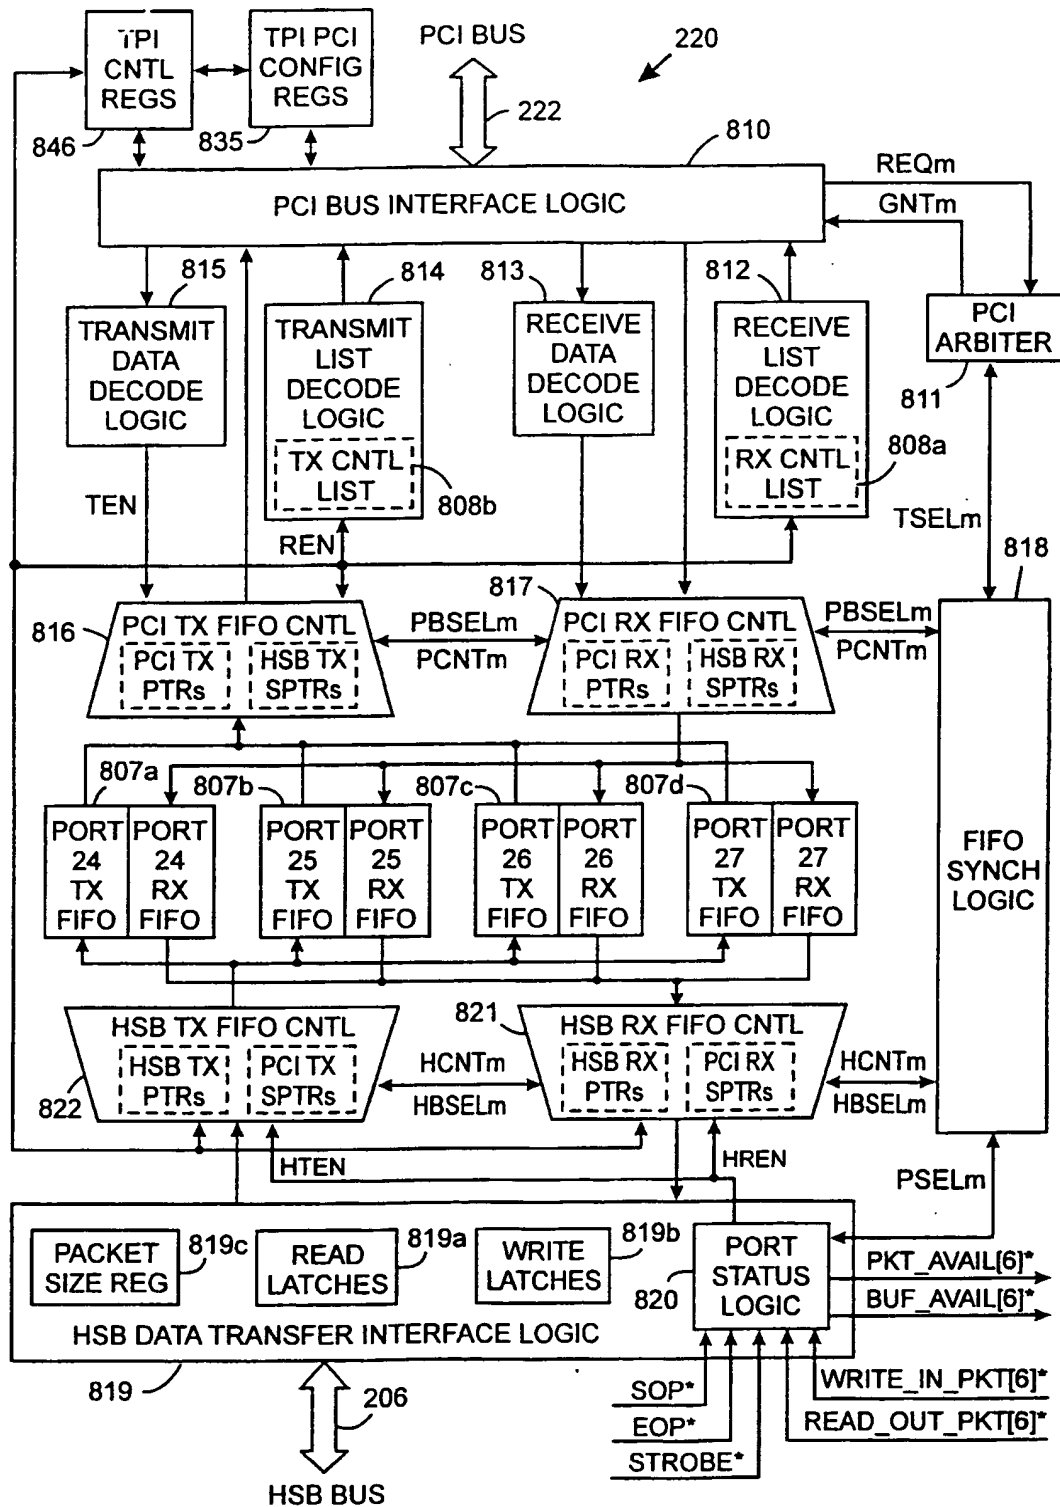 TPI
CNTL
REGS
TPI PCI
CONFIG
REGS
PCI BUS
220
222
846
835
810
PCI BUS INTERFACE LOGIC
REQm
GNTm
815
814
813
812
TRANSMIT
DATA
DECODE
LOGIC
TRANSMIT
LIST
DECODE
LOGIC
TX CNTL
LIST
RECEIVE
DATA
DECODE
LOGIC
RECEIVE
LIST
DECODE
LOGIC
RX CNTL
LIST
PCI
ARBITER
811
808b
808a
TEN
REN
TSELm
818
816
PCI TX FIFO CNTL
PCI TX
PTRs
HSB TX
SPTRs
PBSELm
PCNTm
817
PCI RX FIFO CNTL
PCI RX
PTRs
HSB RX
SPTRs
PBSELm
PCNTm
807a
807b
807c
807d
PORT
24
TX
FIFO
PORT
24
RX
FIFO
PORT
25
TX
FIFO
PORT
25
RX
FIFO
PORT
26
TX
FIFO
PORT
26
RX
FIFO
PORT
27
TX
FIFO
PORT
27
RX
FIFO
FIFO
SYNCH
LOGIC
HSB TX FIFO CNTL
HSB TX
PTRs
PCI TX
SPTRs
822
HCNTm
HBSELm
821
HSB RX FIFO CNTL
HSB RX
PTRs
PCI RX
SPTRs
HCNTm
HBSELm
HTEN
HREN
PSELm
PACKET
SIZE REG
819c
READ
LATCHES
819a
WRITE
LATCHES
819b
820
PORT
STATUS
LOGIC
HSB DATA TRANSFER INTERFACE LOGIC
PKT_AVAIL[6]*
BUF_AVAIL[6]*
819
206
HSB BUS
SOP*
EOP*
STROBE*
WRITE_IN_PKT[6]*
READ_OUT_PKT[6]*